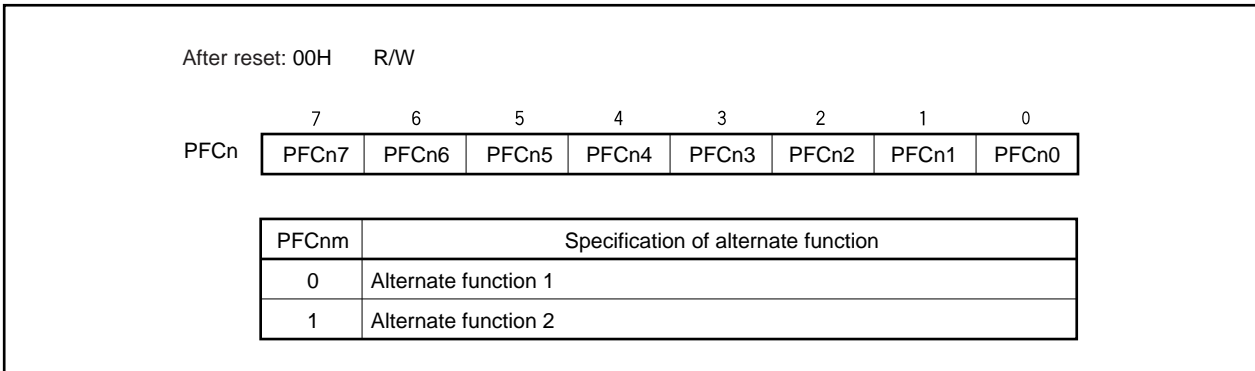 After reset: 00H R/W
7 6 5 4 3 2 1 0
PFCn PFCn7 PFCn6 PFCn5 PFCn4 PFCn3 PFCn2 PFCn1 PFCn0
PFCnm Specification of alternate function
0 Alternate function 1
1 Alternate function 2